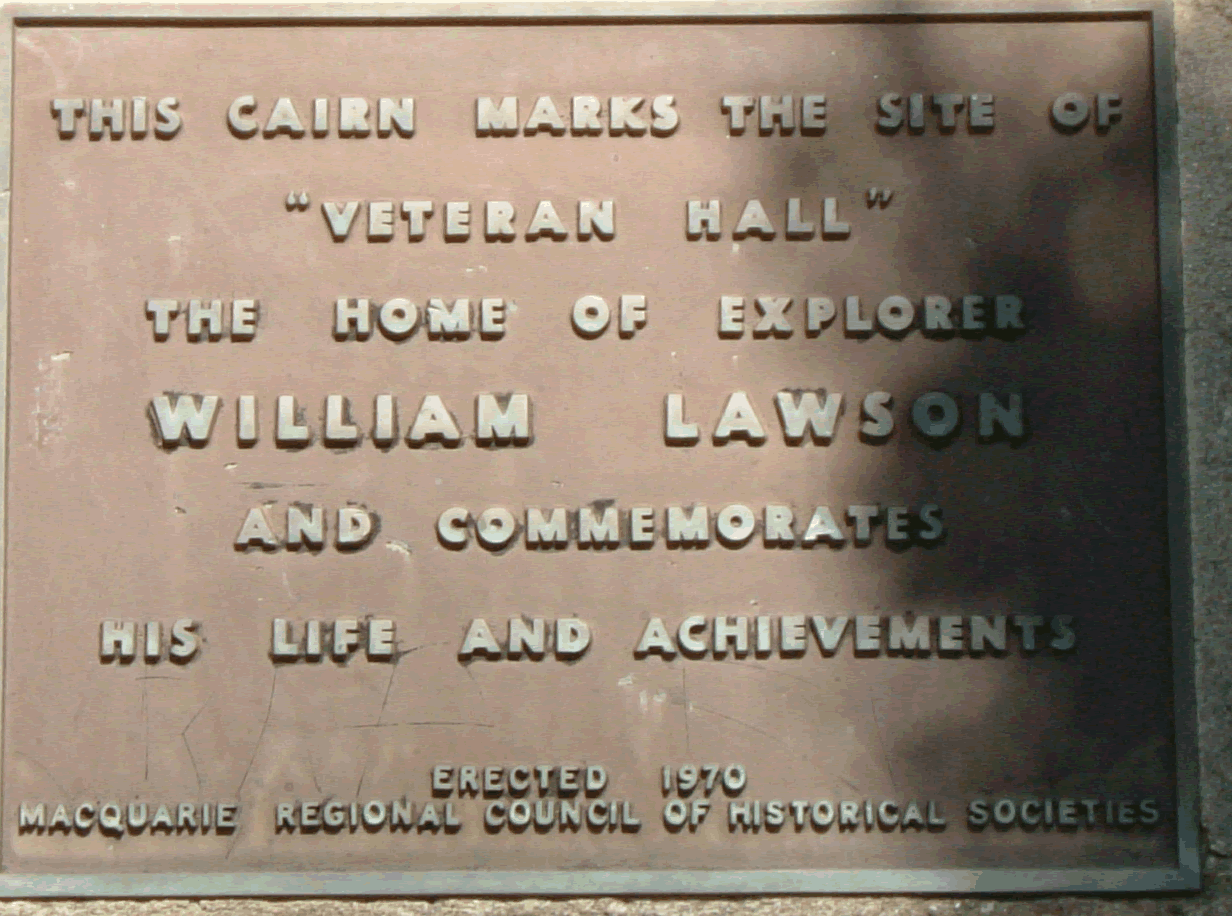 THIS CAIRN MARKS THE SITE OF
"VETERAN HALL"
THE HOME OF EXPLORER
WILLIAM LAWSON
AND COMMEMORATES
HIS LIFE AND ACHIEVEMENTS
ERECTED 1970
MACQUARIE REGIONAL COUNCIL OF HISTORICAL SOCIETIES